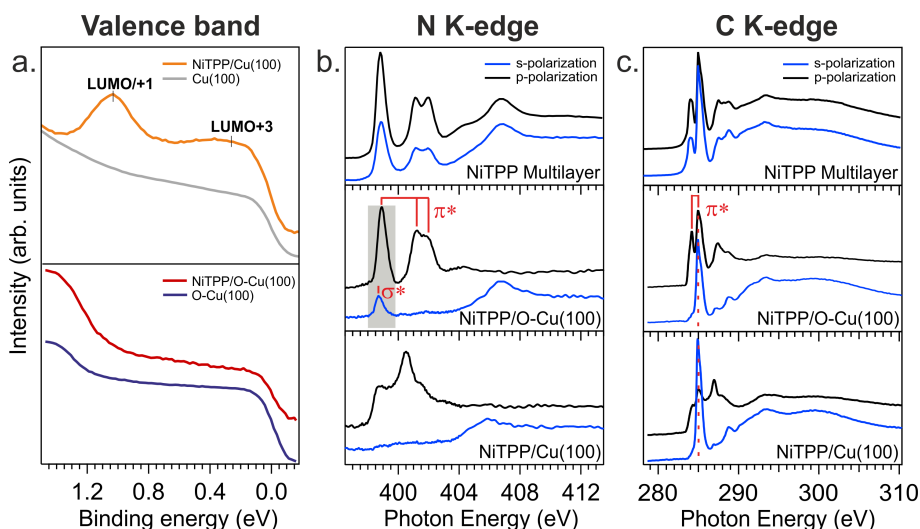 Valence band
N K-edge
C K-edge
a.
NiTPP/Cu(100)
Cu(100)
LUMO/+1
LUMO+3
NiTPP/O-Cu(100)
O-Cu(100)
Intensity (arb. units)
1.2 0.8 0.4 0.0
Binding energy (eV)
b.
s-polarization
p-polarization
NiTPP Multilayer
π*
σ*
NiTPP/O-Cu(100)
NiTPP/Cu(100)
400 404 408 412
Photon Energy (eV)
c.
s-polarization
p-polarization
NiTPP Multilayer
π*
NiTPP/O-Cu(100)
NiTPP/Cu(100)
280 290 300 310
Photon Energy (eV)